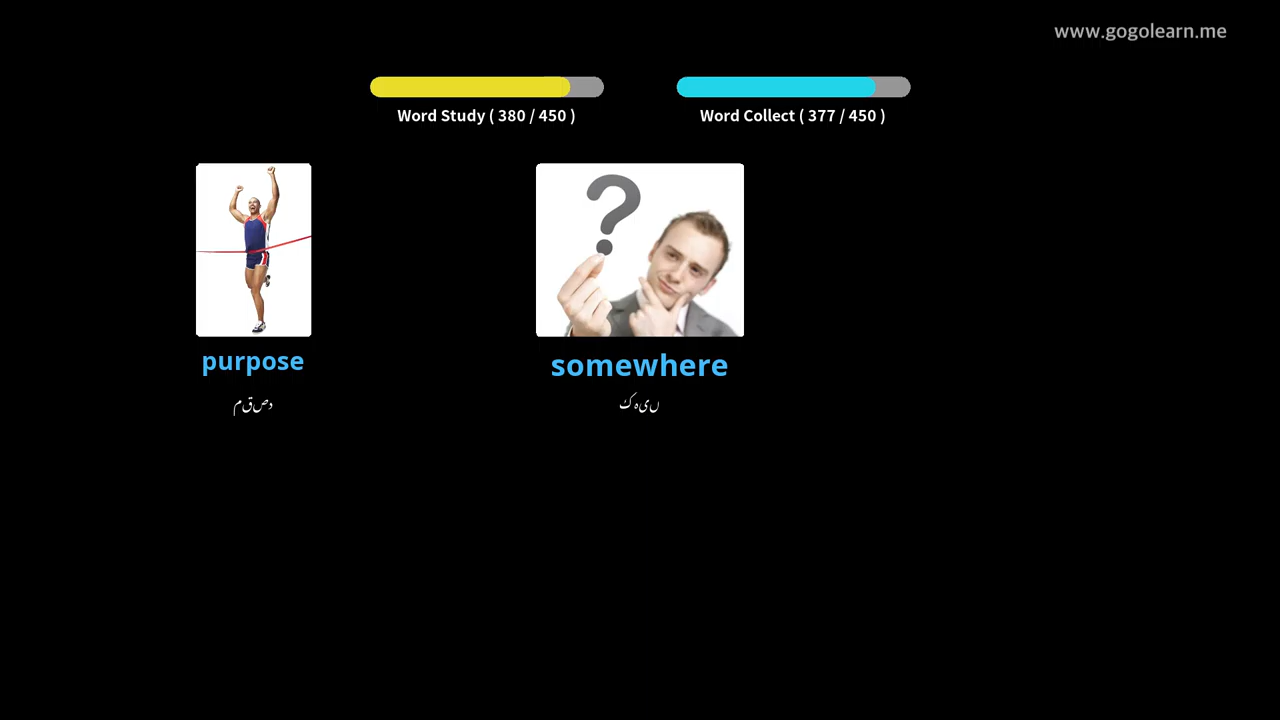 www.gogolearn.me
Word Study ( 380 / 450 )
Word Collect ( 377 / 450 )
purpose
somewhere
مقصد
کہیں